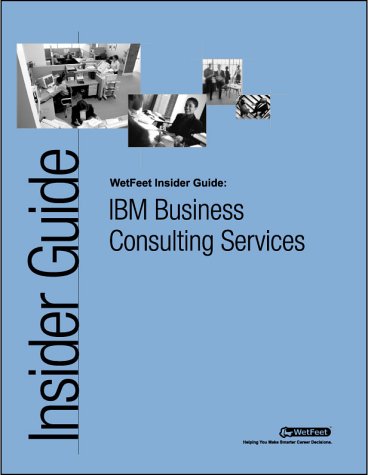 Insider Guide
WetFeet Insider Guide:
IBM Business
Consulting Services
WetFeet
Helping You Make Smarter Career Decisions.